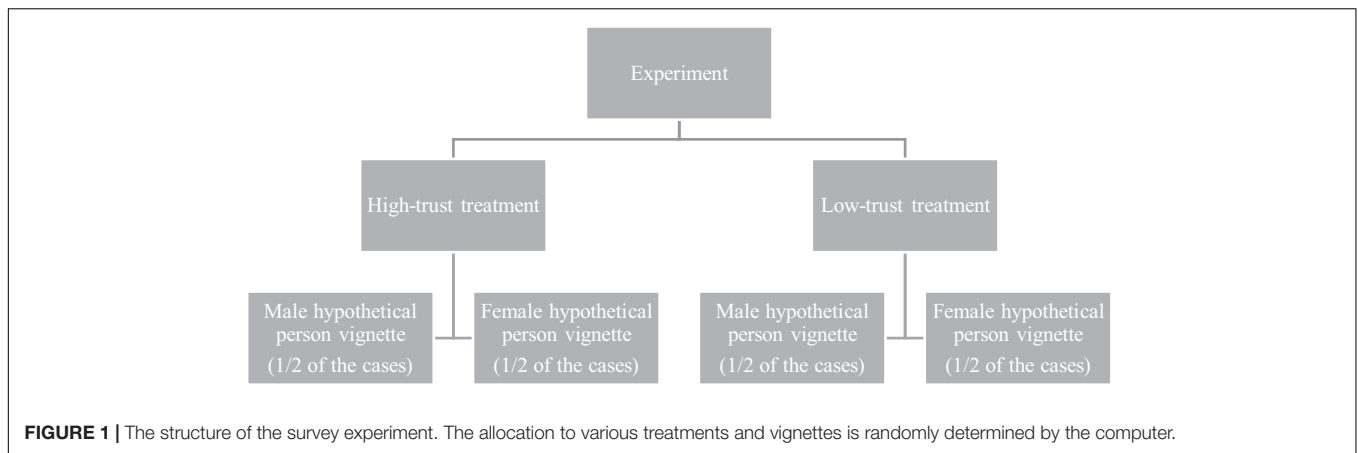 Experiment
High-trust treatment
Low-trust treatment
Male hypothetical
person vignette
(1/2 of the cases)
Female hypothetical
person vignette
(1/2 of the cases)
Male hypothetical
person vignette
(1/2 of the cases)
Female hypothetical
person vignette
(1/2 of the cases)
FIGURE 1 | The structure of the survey experiment. The allocation to various treatments and vignettes is randomly determined by the computer.